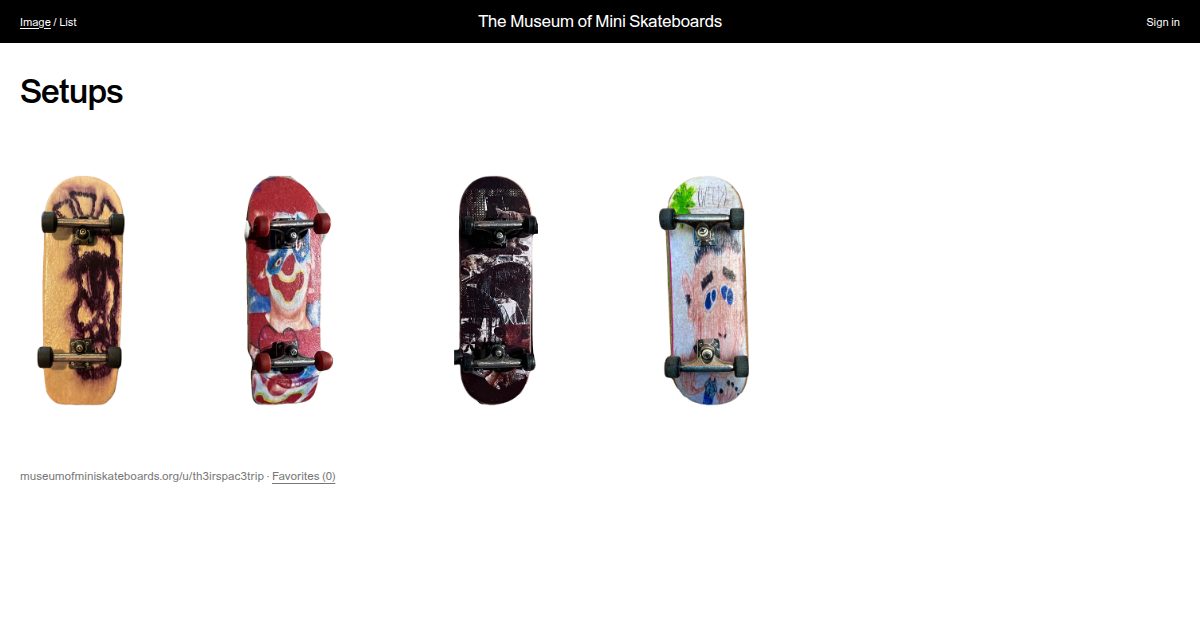 Image / List
The Museum of Mini Skateboards
Sign in
Setups
museumofminiskateboards.org/u/th3irspac3trip · Favorites (0)